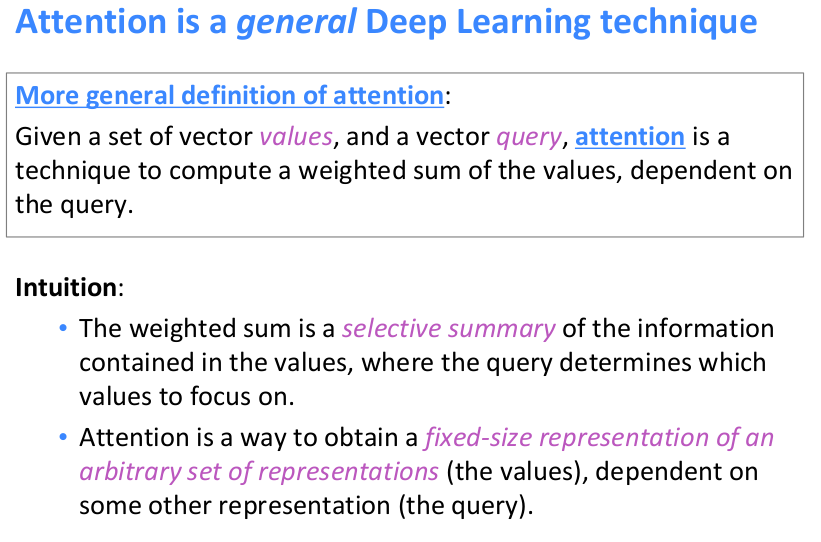 Attention is a general Deep Learning technique
More general definition of attention:
Given a set of vector values, and a vector query, attention is a
technique to compute a weighted sum of the values, dependent on
the query.
Intuition:
• The weighted sum is a selective summary of the information
contained in the values, where the query determines which
values to focus on.
• Attention is a way to obtain a fixed-size representation of an
arbitrary set of representations (the values), dependent on
some other representation (the query).